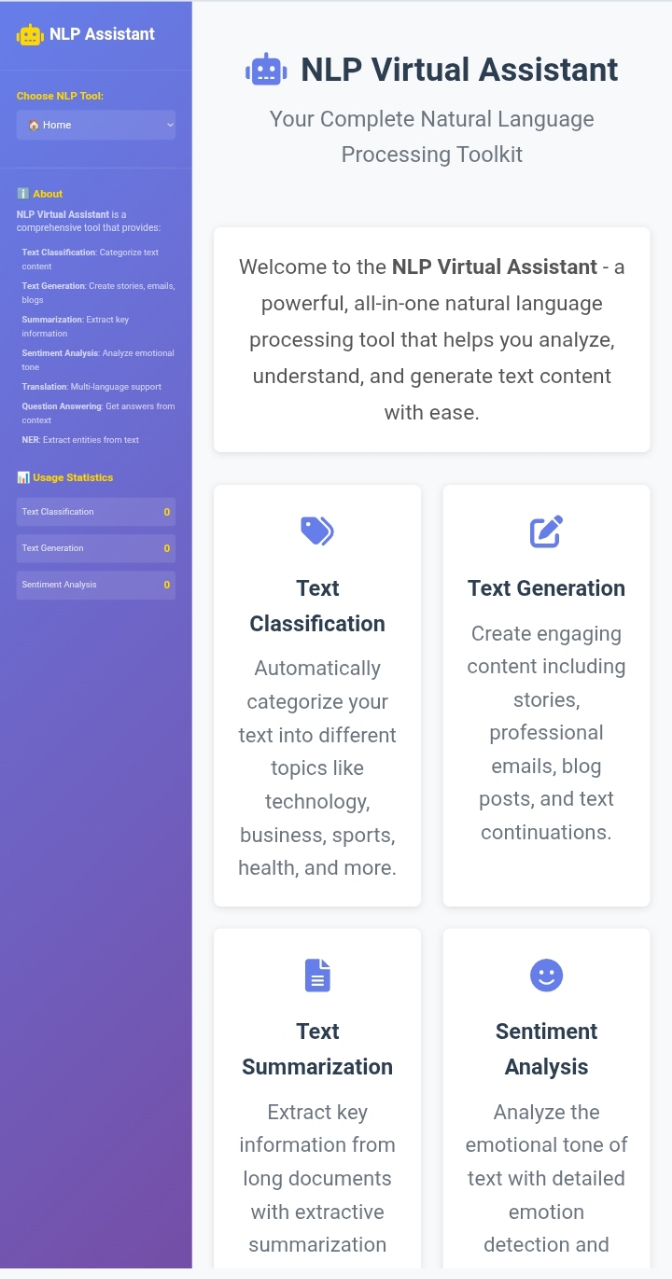 NLP Assistant
Choose NLP Tool:
🏠 Home
ℹ️ About
NLP Virtual Assistant is a
comprehensive tool that provides:
Text Classification: Categorize text
content
Text Generation: Create stories, emails,
blogs
Summarization: Extract key
information
Sentiment Analysis: Analyze emotional
tone
Translation: Multi-language support
Question Answering: Get answers from
context
NER: Extract entities from text
📊 Usage Statistics
Text Classification 0
Text Generation 0
Sentiment Analysis 0
NLP Virtual Assistant
Your Complete Natural Language
Processing Toolkit
Welcome to the NLP Virtual Assistant - a
powerful, all-in-one natural language
processing tool that helps you analyze,
understand, and generate text content
with ease.
Text
Classification
Automatically
categorize your
text into different
topics like
technology,
business, sports,
health, and more.
Text Generation
Create engaging
content including
stories,
professional
emails, blog
posts, and text
continuations.
Text
Summarization
Extract key
information from
long documents
with extractive
summarization
Sentiment
Analysis
Analyze the
emotional tone of
text with detailed
emotion
detection and